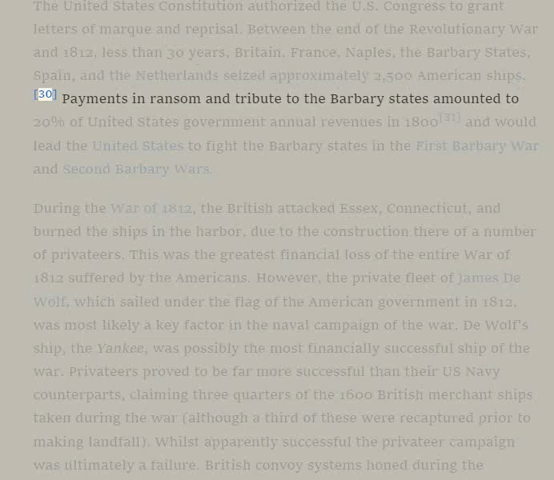 The United States Constitution authorized the U.S. Congress to grant
letters of marque and reprisal. Between the end of the Revolutionary War
and 1812, less than 30 years, Britain, France, Naples, the Barbary States,
Spain, and the Netherlands seized approximately 2,500 American ships.
[30] Payments in ransom and tribute to the Barbary states amounted to
20% of United States government annual revenues in 1800[31] and would
lead the United States to fight the Barbary states in the First Barbary War
and Second Barbary Wars.
During the War of 1812, the British attacked Essex, Connecticut, and
burned the ships in the harbor, due to the construction there of a number
of privateers. This was the greatest financial loss of the entire War of
1812 suffered by the Americans. However, the private fleet of James De
Wolf, which sailed under the flag of the American government in 1812,
was most likely a key factor in the naval campaign of the war. De Wolf's
ship, the Yankee, was possibly the most financially successful ship of the
war. Privateers proved to be far more successful than their US Navy
counterparts, claiming three quarters of the 1600 British merchant ships
taken during the war (although a third of these were recaptured prior to
making landfall). Whilst apparently successful the privateer campaign
was ultimately a failure. British convoy systems honed during the